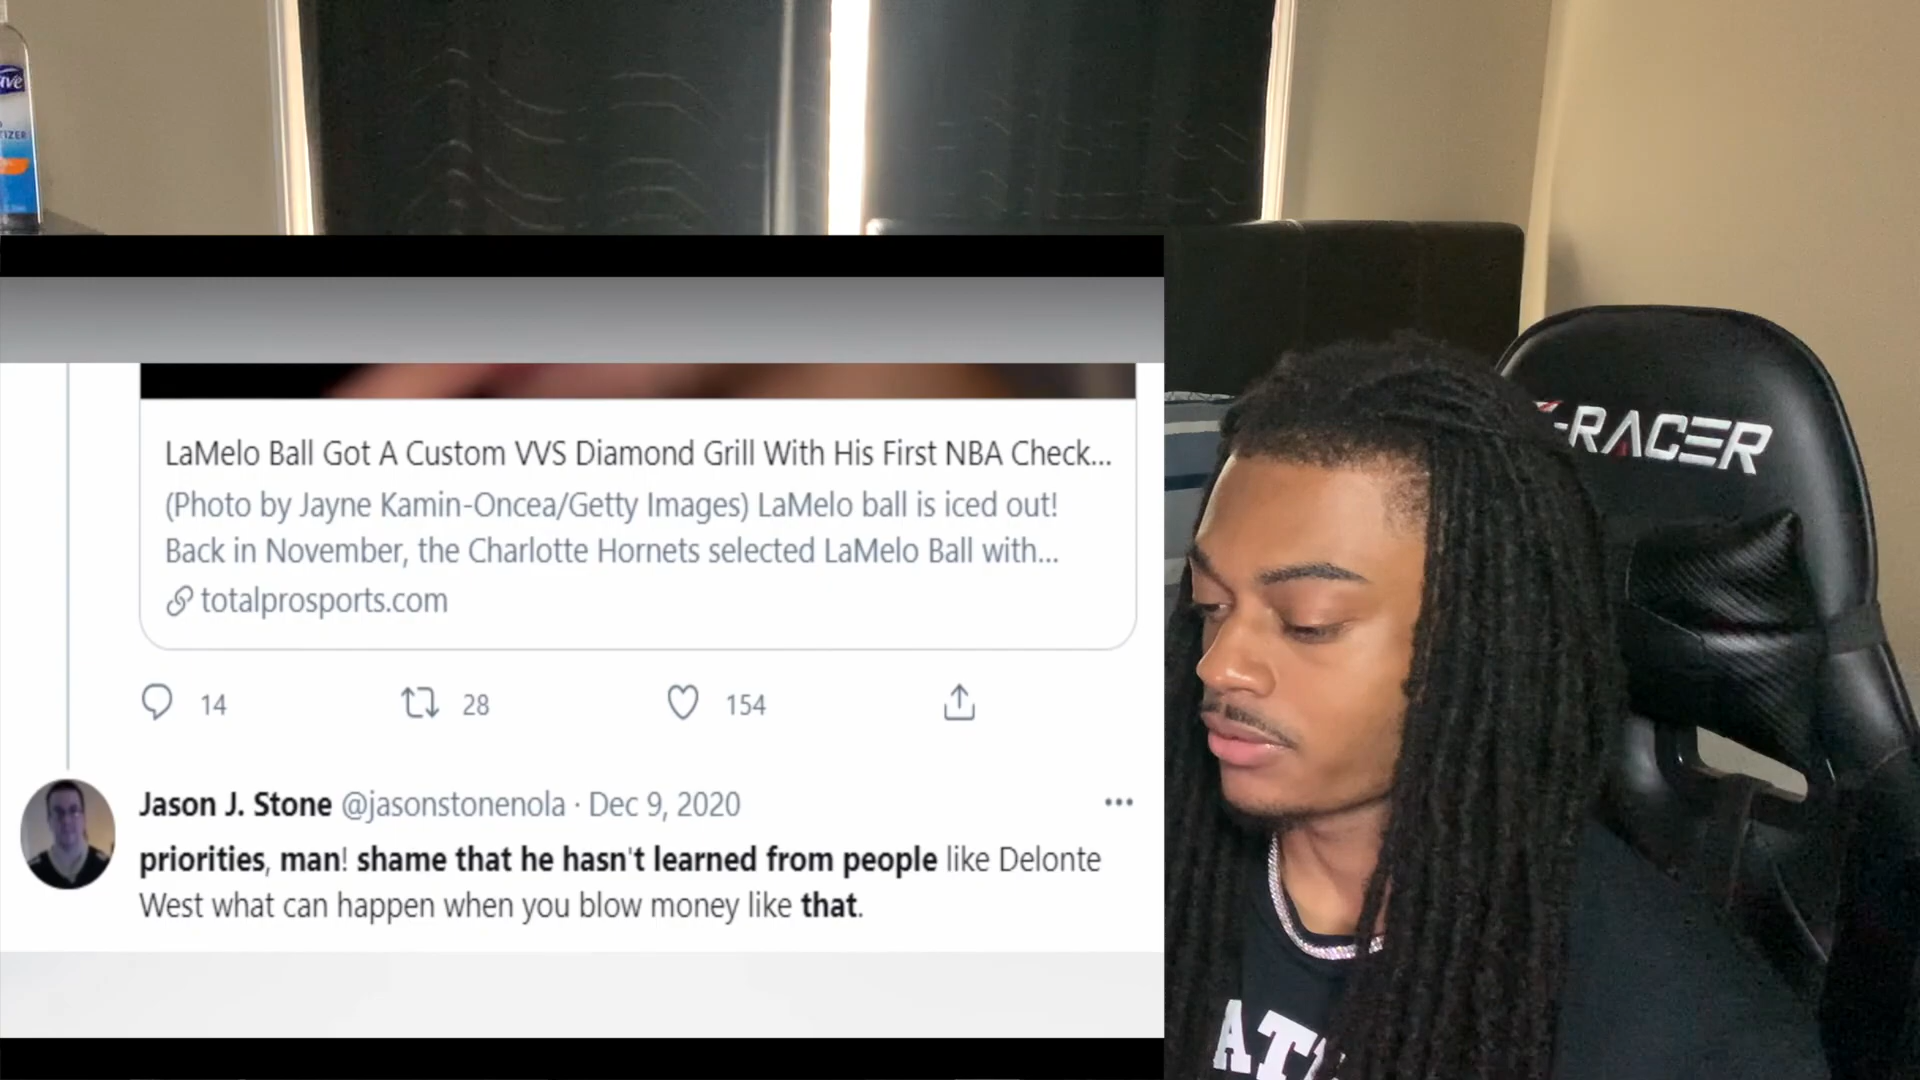 ave
TIZER
-RACER
LaMelo Ball Got A Custom VVS Diamond Grill With His First NBA Check...
(Photo by Jayne Kamin-Oncea/Getty Images) LaMelo ball is iced out!
Back in November, the Charlotte Hornets selected LaMelo Ball with...
totalprosports.com
14 28 154
Jason J. Stone @jasonstonenola · Dec 9, 2020
priorities, man! shame that he hasn't learned from people like Delonte
West what can happen when you blow money like that.